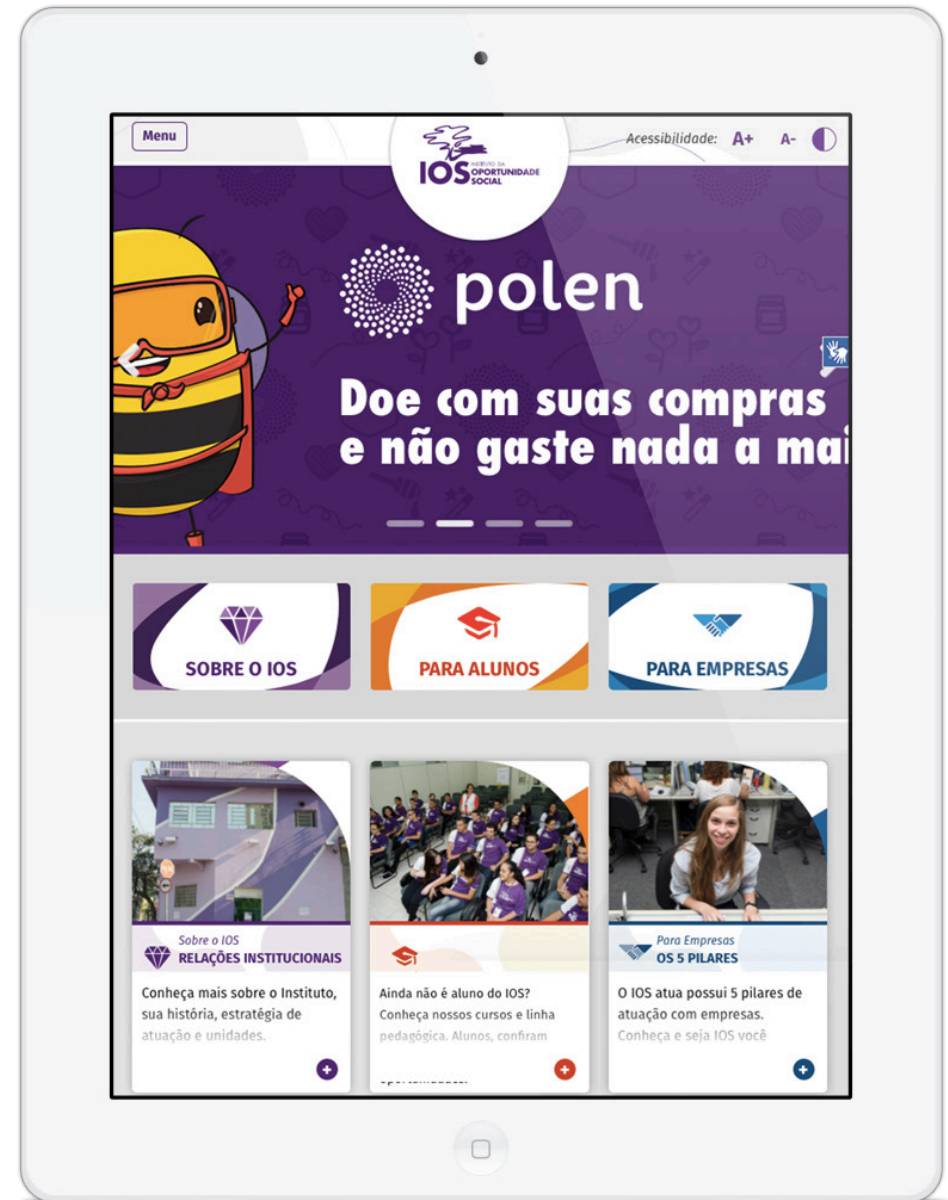 Menu
IOS INSTITUTO DA
OPORTUNIDADE
SOCIAL
Acessibilidade: A+ A-
polen
Doe com suas compras
e não gaste nada a mai
SOBRE O IOS
PARA ALUNOS
PARA EMPRESAS
Sobre o IOS
RELAÇÕES INSTITUCIONAIS
Conheça mais sobre o Instituto,
sua história, estratégia de
atuação e unidades.
Ainda não é aluno do IOS?
Conheça nossos cursos e linha
pedagógica. Alunos, confiram
Para Empresas
OS 5 PILARES
O IOS atua possui 5 pilares de
atuação com empresas.
Conheça e seja IOS você